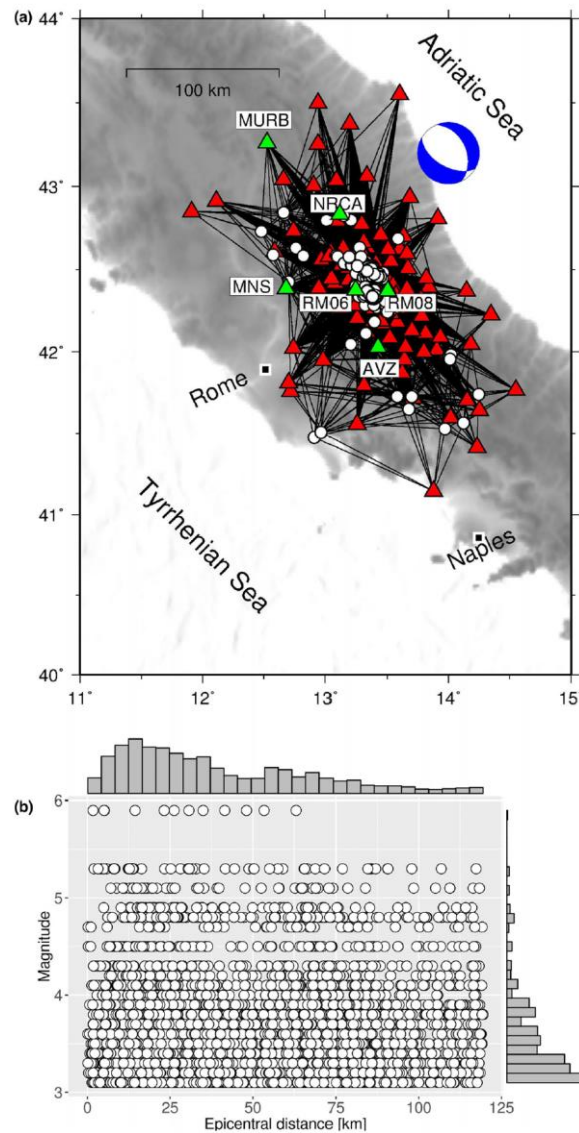 (a)
44˚
43˚
42˚
41˚
40˚
11˚
12˚
13˚
14˚
15
100 km
Adriatic Sea
MURB
NRCA
MNS
RM06
RM08
AVZ
Rome
Naples
Tyrrhenian Sea
(b)
6
5
4
3
Magnitude
0
25
50
75
100
125
Epicentral distance [km]